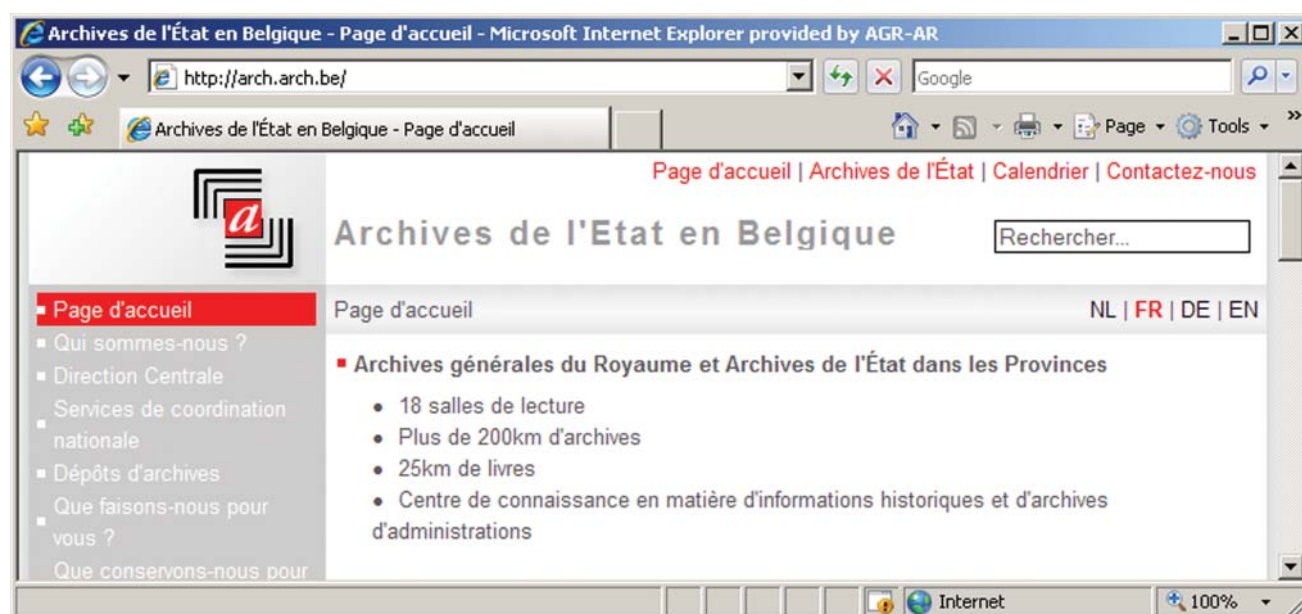 Archives de l'État en Belgique - Page d'accueil - Microsoft Internet Explorer provided by AGR-AR
http://arch.arch.be/
Google
Archives de l'État en Belgique - Page d'accueil
Page
Tools
»
Page d'accueil | Archives de l'État | Calendrier | Contactez-nous
a
Archives de l'Etat en Belgique
Rechercher...
Page d'accueil
Page d'accueil
NL | FR | DE | EN
Qui sommes-nous ?
Direction Centrale
Services de coordination
nationale
Dépôts d'archives
Que faisons-nous pour
vous ?
Que conservons-nous pour
Archives générales du Royaume et Archives de l'État dans les Provinces
18 salles de lecture
Plus de 200km d'archives
25km de livres
Centre de connaissance en matière d'informations historiques et d'archives
d'administrations
Internet
100%